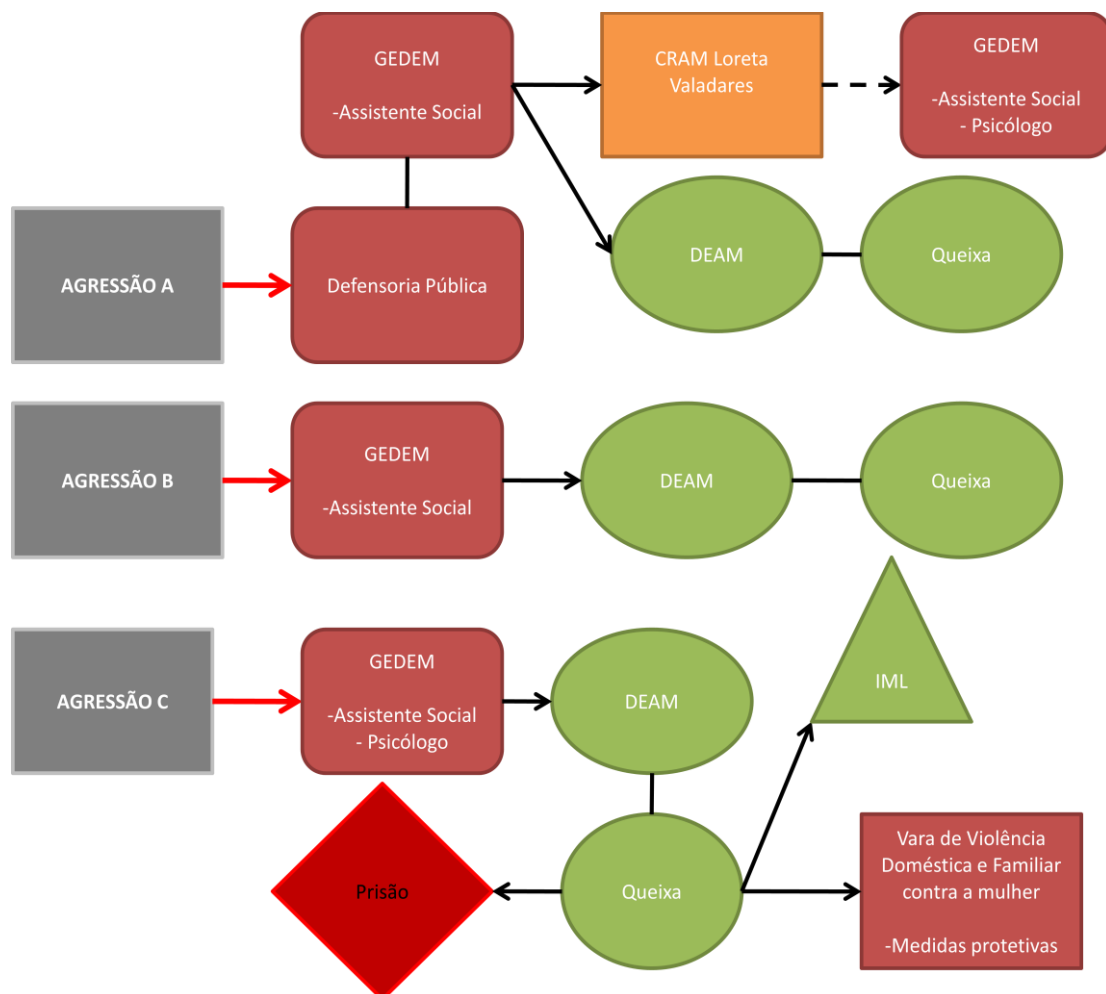 GEDEM
-Assistente Social
CRAM Loreta
Valadares
GEDEM
-Assistente Social
- Psicólogo
AGRESSÃO A
Defensoria Pública
DEAM
Queixa
AGRESSÃO B
GEDEM
-Assistente Social
DEAM
Queixa
AGRESSÃO C
GEDEM
-Assistente Social
- Psicólogo
DEAM
IML
Prisão
Queixa
Vara de Violência
Doméstica e Familiar
contra a mulher
-Medidas protetivas